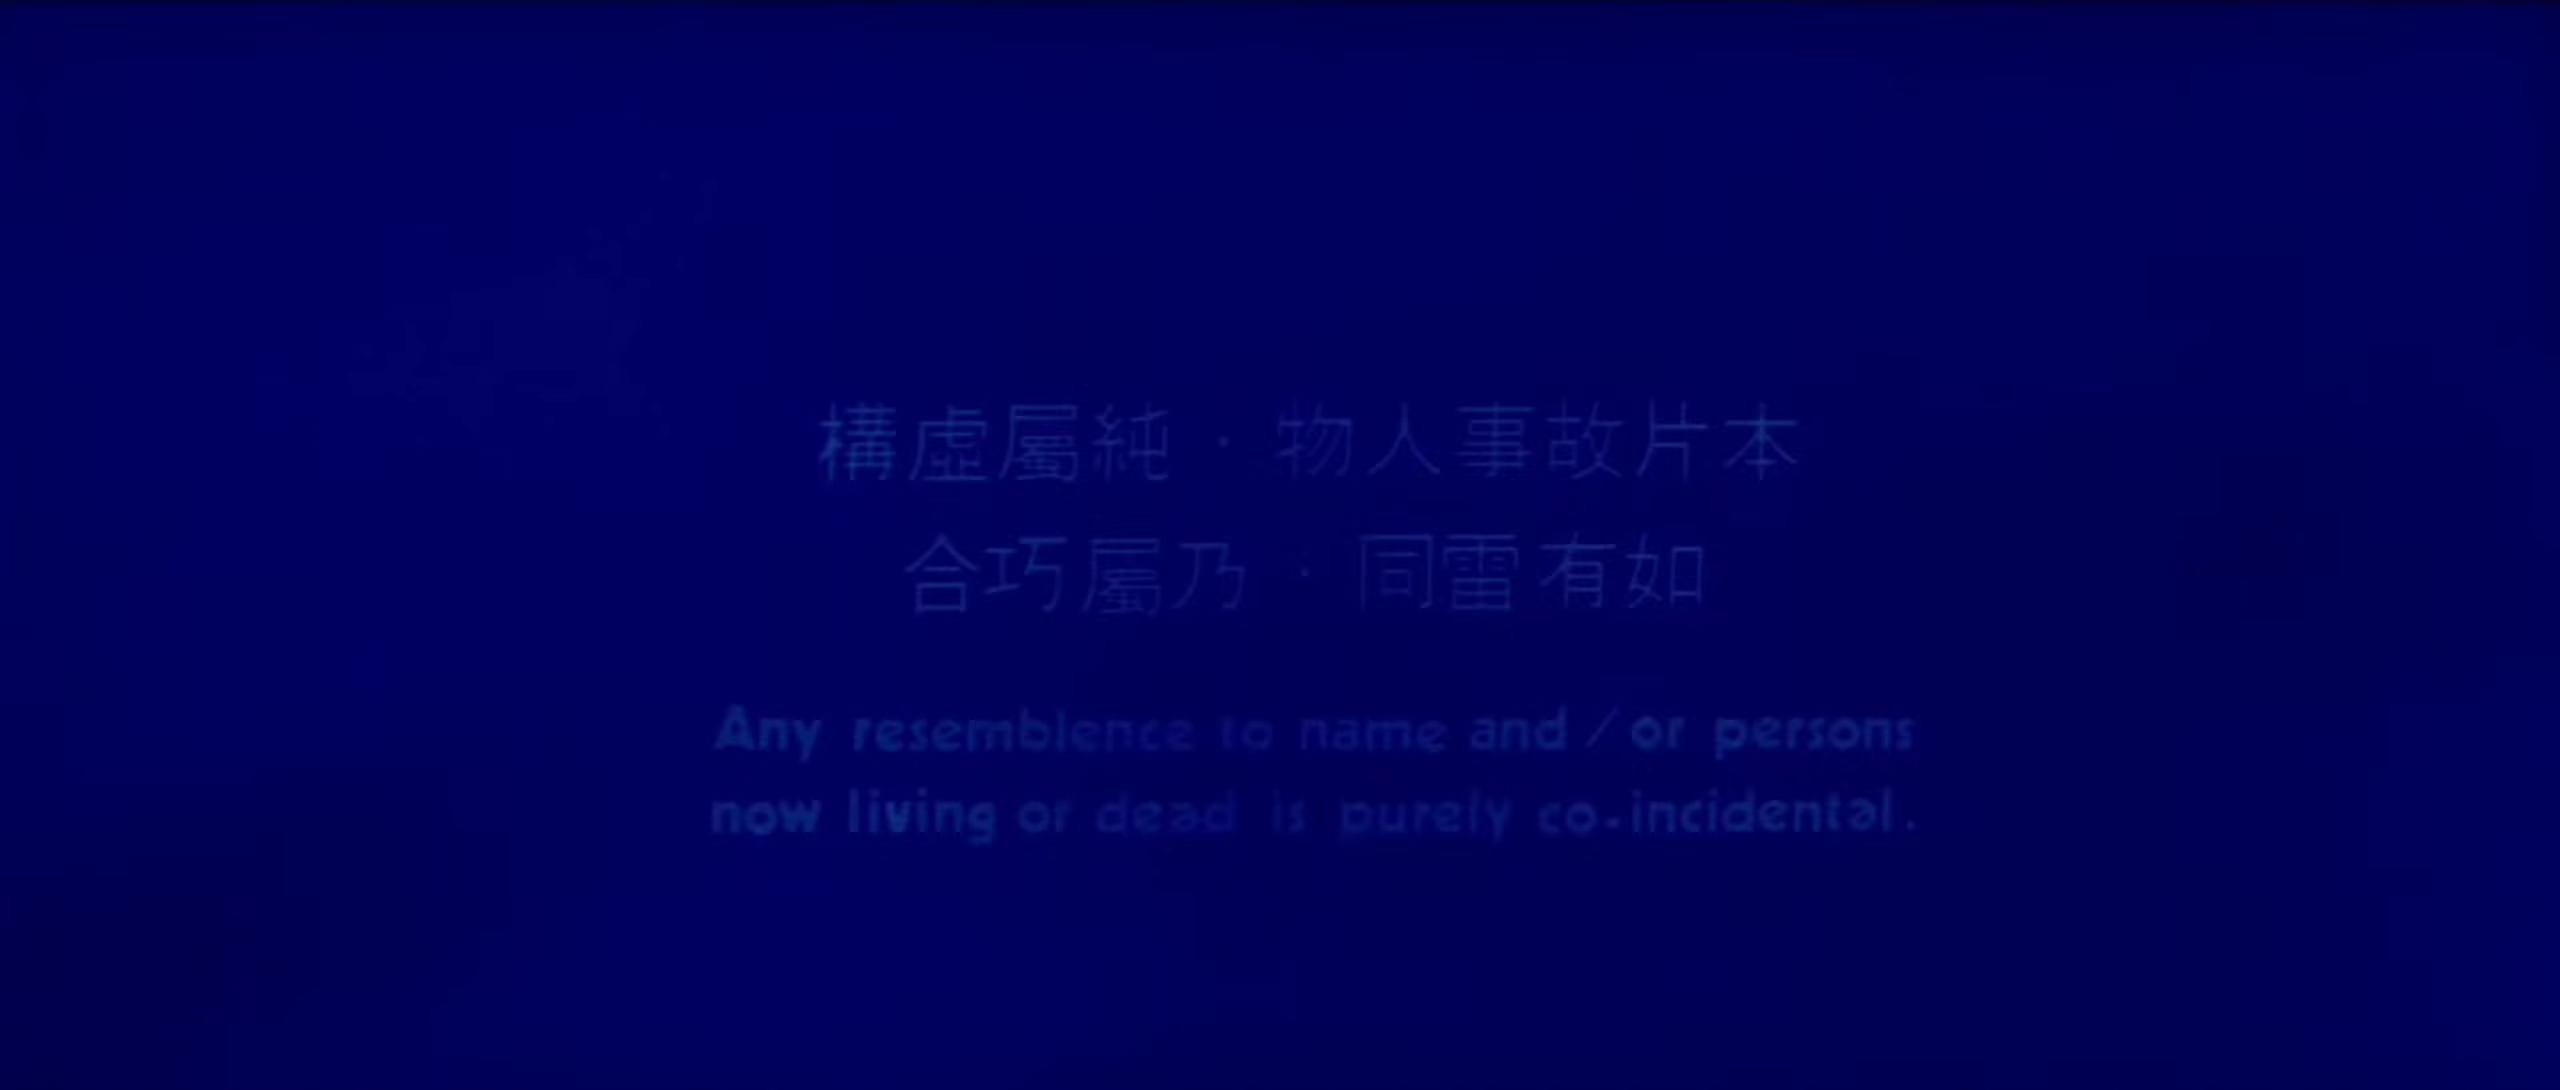 本片故事人物·純屬虛構
如有雷同·乃屬巧合
Any resemblence to name and/or persons
now living or dead is purely co-incidental.